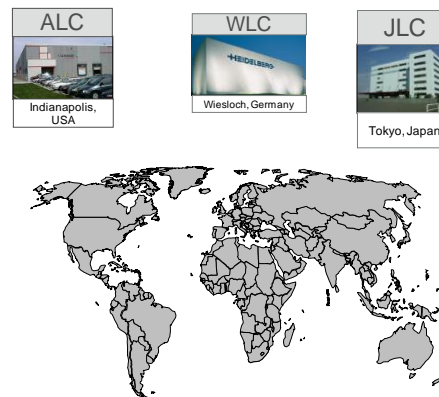 ALC
Indianapolis,
USA
WLC
HEIDELBERG
Wiesloch, Germany
JLC
Tokyo, Japan